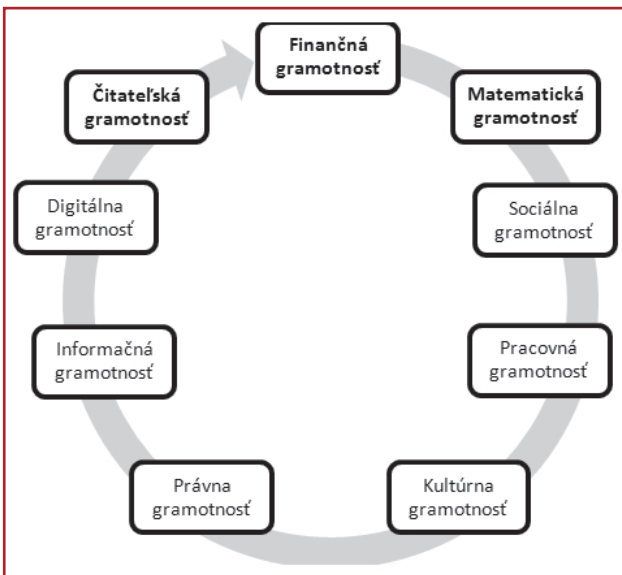 Finančná
gramotnosť
Matematická
gramotnosť
Sociálna
gramotnosť
Pracovná
gramotnosť
Kultúrna
gramotnosť
Právna
gramotnosť
Informačná
gramotnosť
Digitálna
gramotnosť
Čitateľská
gramotnosť